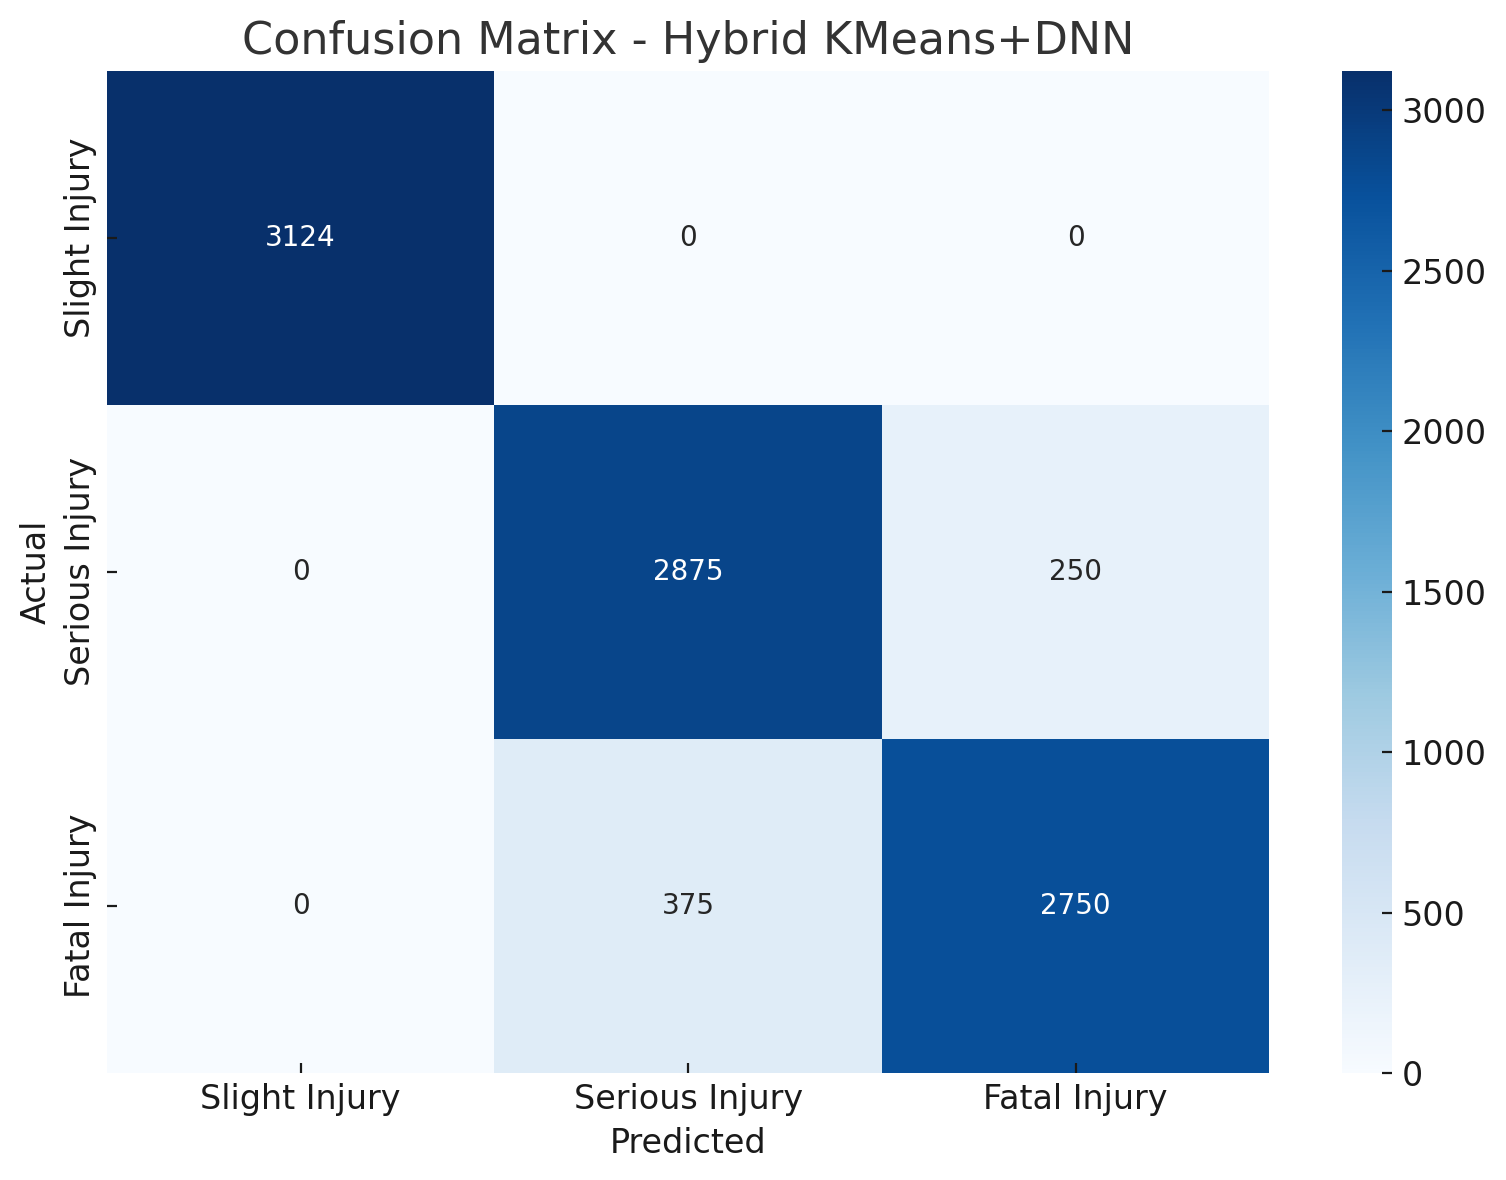 Confusion Matrix - Hybrid KMeans+DNN
Actual
Slight Injury
3124
0
0
Serious Injury
0
2875
250
Fatal Injury
0
375
2750
Slight Injury
Serious Injury
Fatal Injury
Predicted
3000
2500
2000
1500
1000
500
0